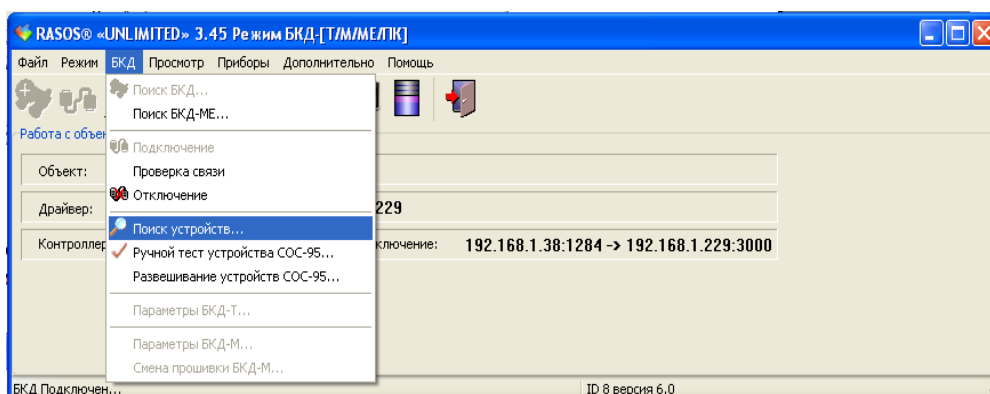 RASOS® «UNLIMITED» 3.45 Режим БКД-[Т/М/МЕ/ПК]
Файл Режим БКД Просмотр Приборы Дополнительно Помощь
Поиск БКД...
Поиск БКД-МЕ...
Работа с объе
Подключение
Объект:
Проверка связи
Отключение
Драйвер:
229
Поиск устройств...
Контроллер
ключение: 192.168.1.38:1284 -> 192.168.1.229:3000
Ручной тест устройства СОС-95...
Развешивание устройств СОС-95...
Параметры БКД-Т...
Параметры БКД-М...
Смена прошивки БКД-М...
БКД Подключен...
ID 8 версия 6.0